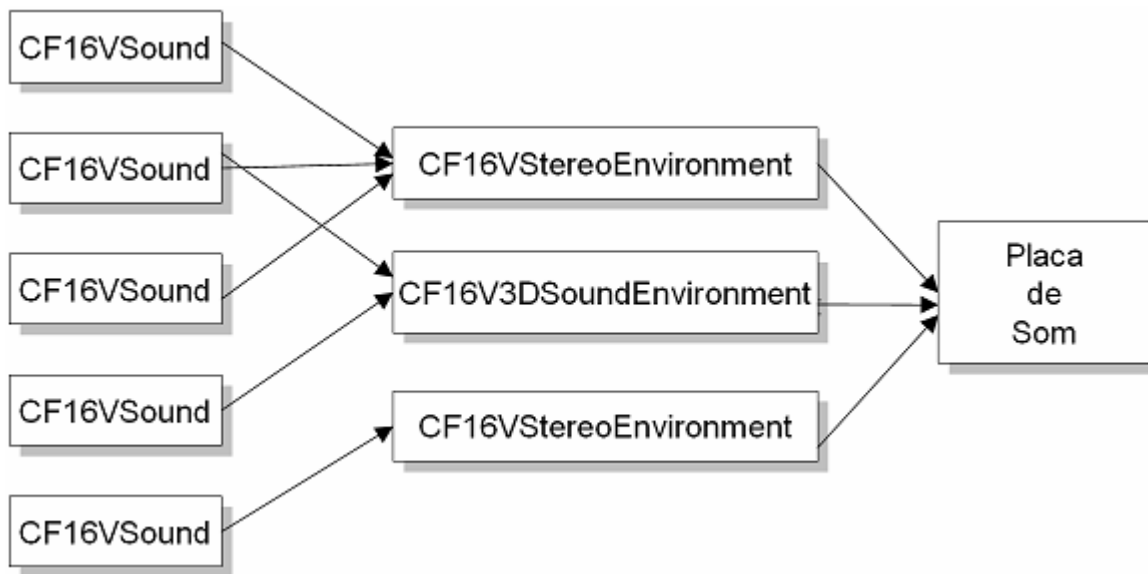 CF16VSound
CF16VSound
CF16VSound
CF16VSound
CF16VSound
CF16VStereoEnvironment
CF16V3DSoundEnvironment
CF16VStereoEnvironment
Placa
de
Som